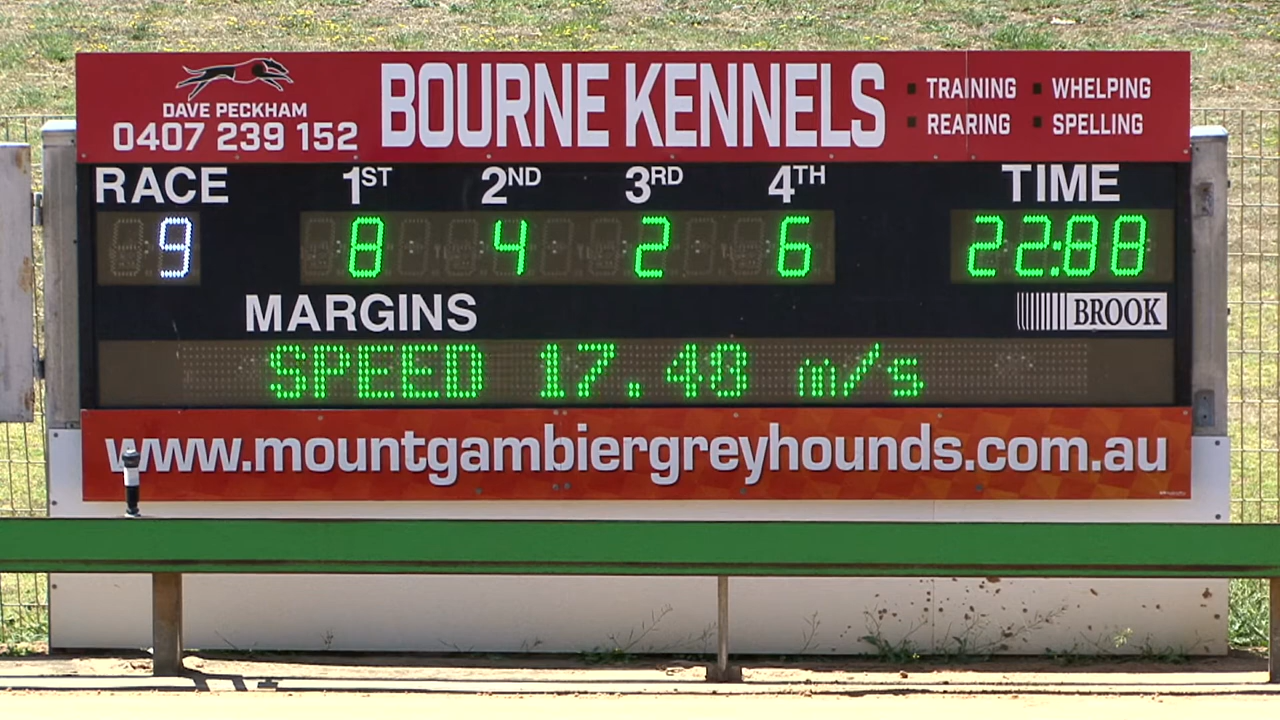 BOURNE KENNELS
DAVE PECKHAM
0407 239 152
TRAINING
WHELPING
REARING
SPELLING
RACE 1ST 2ND 3RD 4TH TIME
9 8 4 2 6 22:88
MARGINS
BROOK
SPEED 17.40 m/s
www.mountgambiergreyhounds.com.au